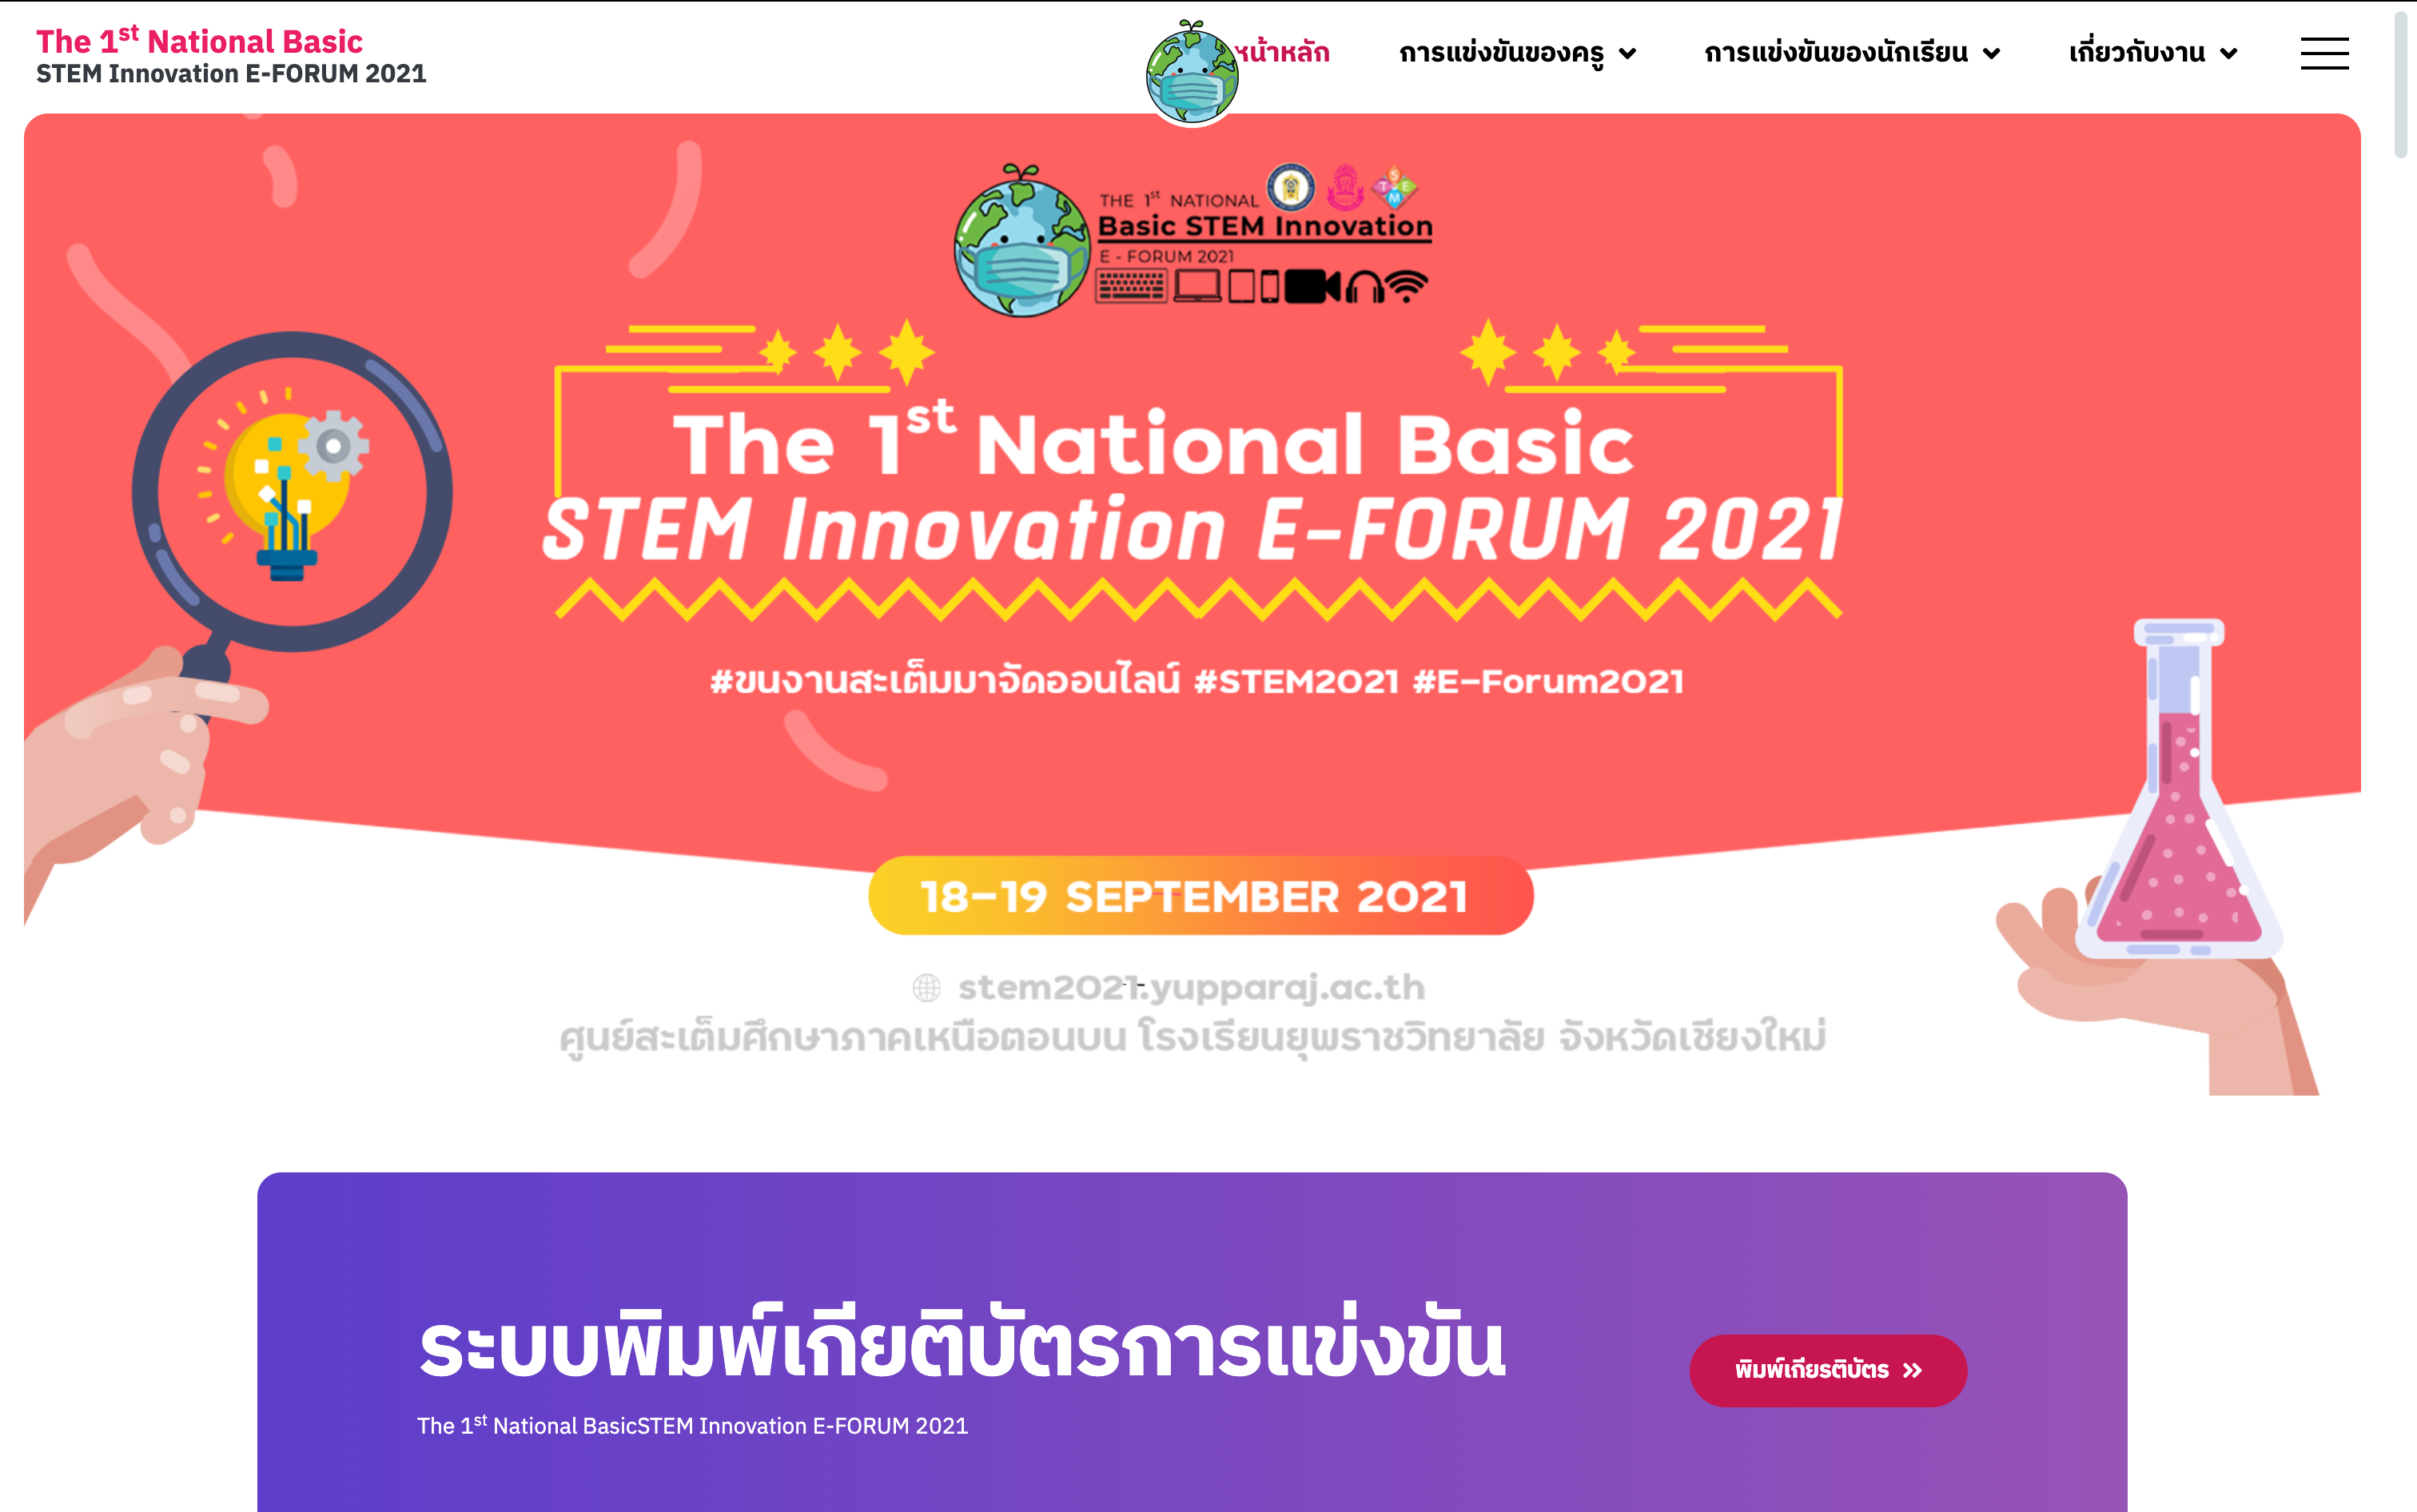 The 1st National Basic
STEM Innovation E-FORUM 2021
หน้าหลัก
การแข่งขันของครู
การแข่งขันของนักเรียน
เกี่ยวกับงาน
THE 1st NATIONAL
S T E M
Basic STEM Innovation
E - FORUM 2021
The 1st National Basic
STEM Innovation E-FORUM 2021
#ขนงานสะเต็มมาจัดออนไลน์ #STEM2021 #E-Forum2021
18-19 SEPTEMBER 2021
stem2021.yupparaj.ac.th
ศูนย์สะเต็มศึกษาภาคเหนือตอนบน โรงเรียนยุพราชวิทยาลัย จังหวัดเชียงใหม่
ระบบพิมพ์เกียติบัตรการแข่งขัน
พิมพ์เกียรติบัตร
The 1st National BasicSTEM Innovation E-FORUM 2021